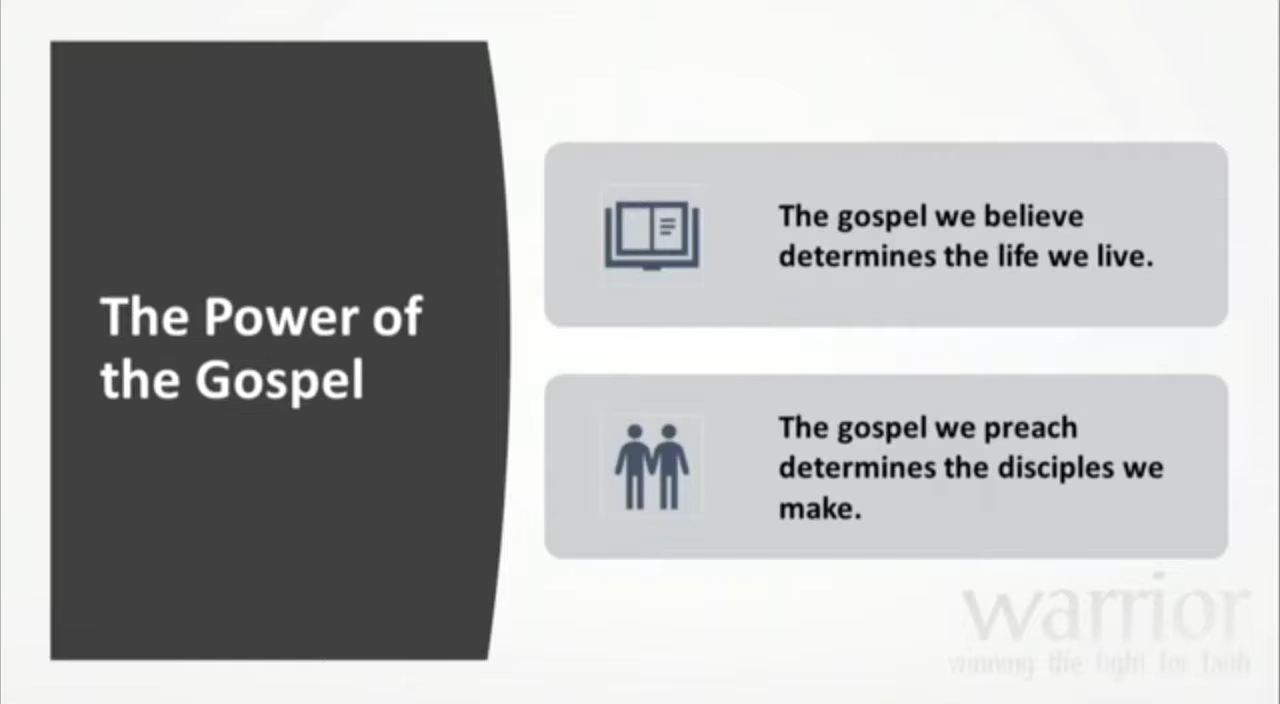 The Power of
the Gospel
The gospel we believe
determines the life we live.
The gospel we preach
determines the disciples we
make.
warrior
winning the fight for faith